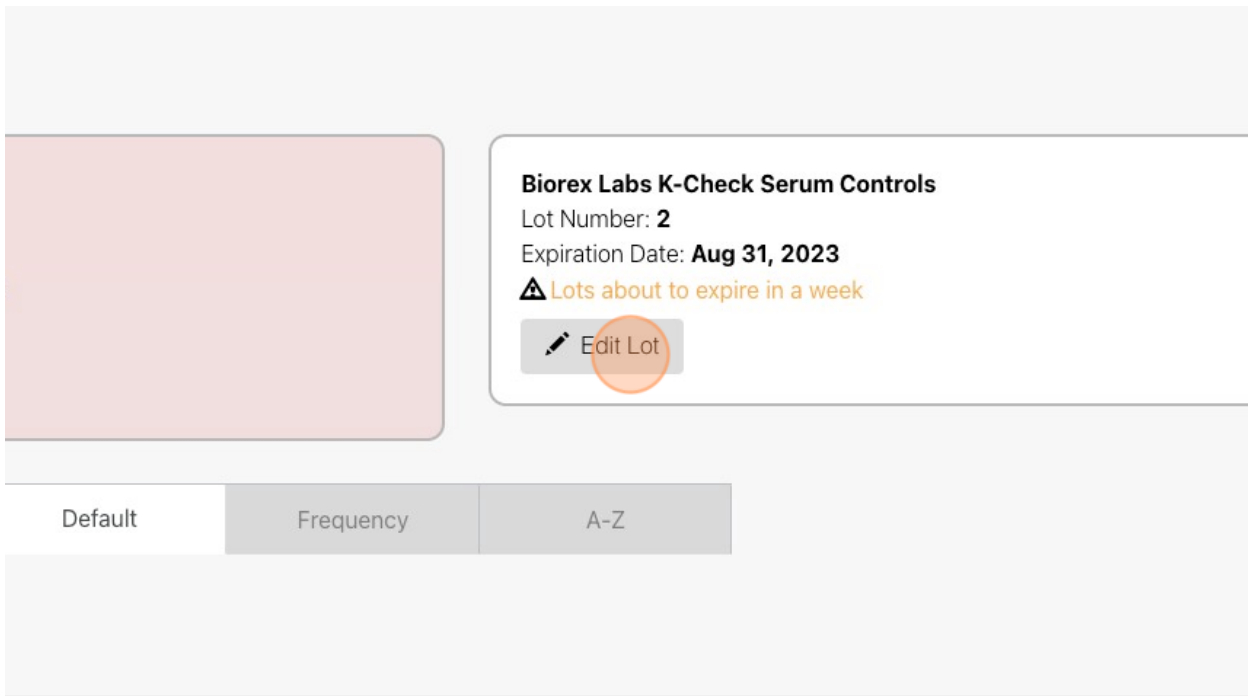 Biorex Labs K-Check Serum Controls
Lot Number: 2
Expiration Date: Aug 31, 2023
Lots about to expire in a week
Edit Lot
Default Frequency A-Z